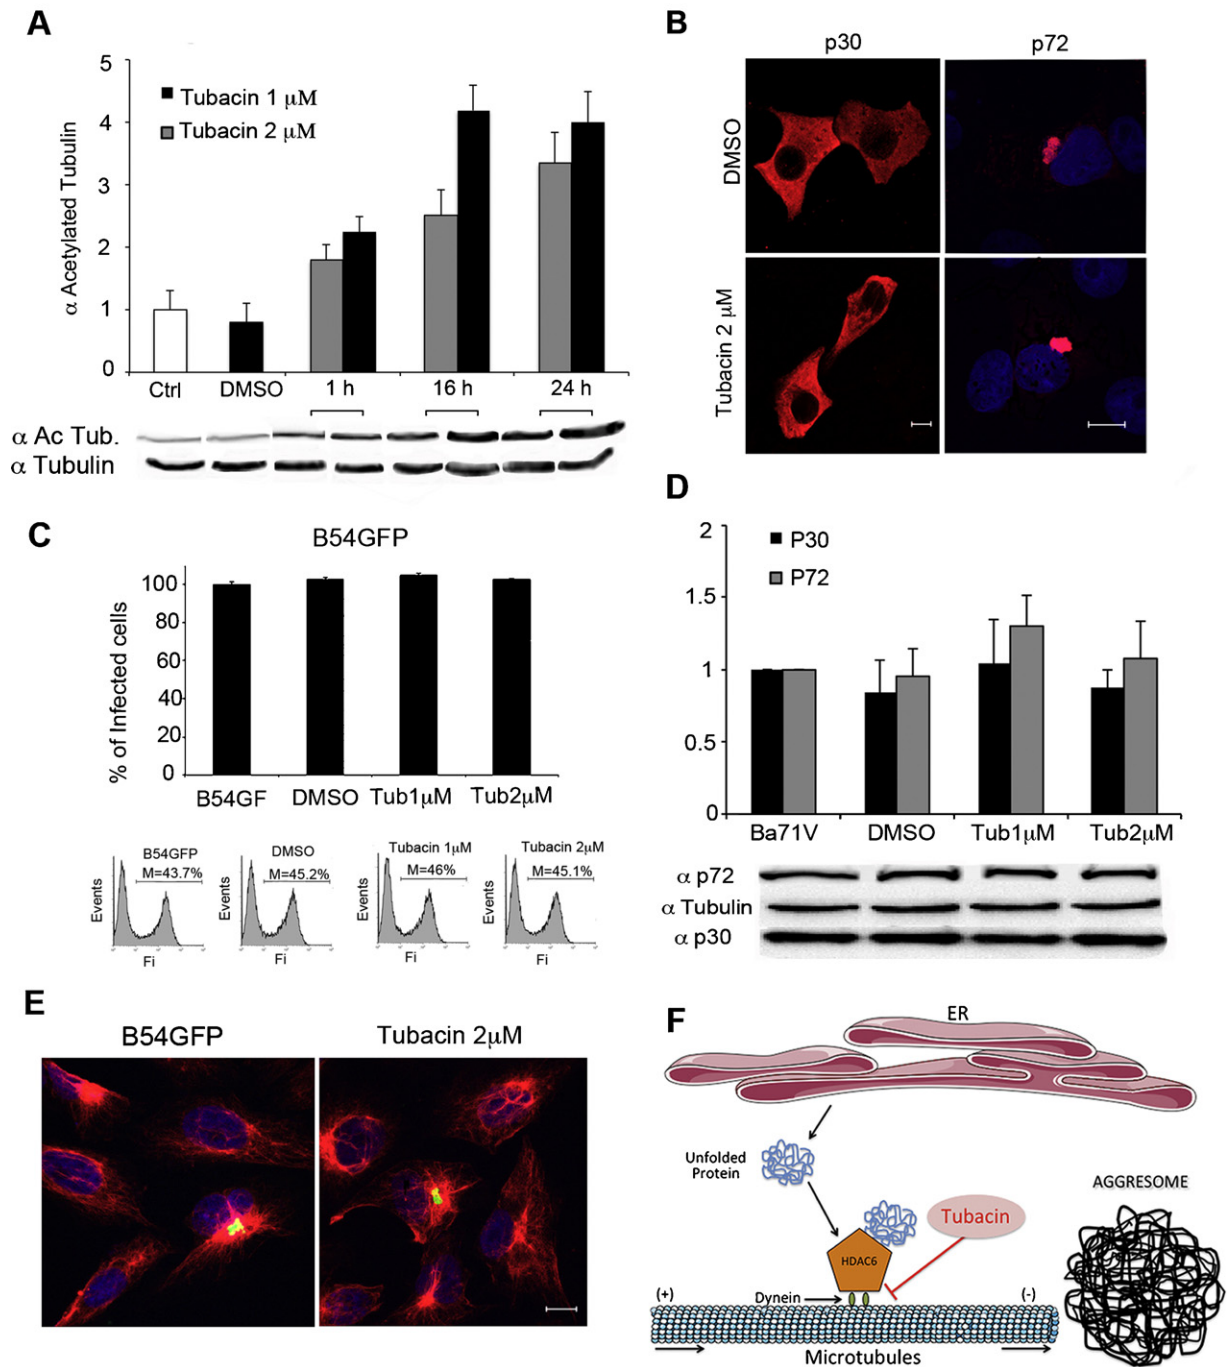 A
5
4
3
2
1
0
α Acetylated Tubulin
Tubacin 1 μM
Tubacin 2 μM
Ctrl DMSO 1 h 16 h 24 h
α Ac Tub.
α Tubulin
B
p30 p72
DMSO
Tubacin 2 μM
C
B54GFP
% of Infected cells
100
80
60
40
20
0
B54GF DMSO Tub1μM Tub2μM
B54GFP
M=43.7%
Events
Fi
DMSO
M=45.2%
Events
Fi
Tubacin 1μM
M=46%
Events
Fi
Tubacin 2μM
M=45.1%
Events
Fi
D
2
1.5
1
0.5
0
P30
P72
Ba71V DMSO Tub1μM Tub2μM
α p72
α Tubulin
α p30
E
B54GFP Tubacin 2μM
F
ER
Unfolded
Protein
AGGRESOME
Tubacin
HDAC6
Dynein
(+) (-)
Microtubules